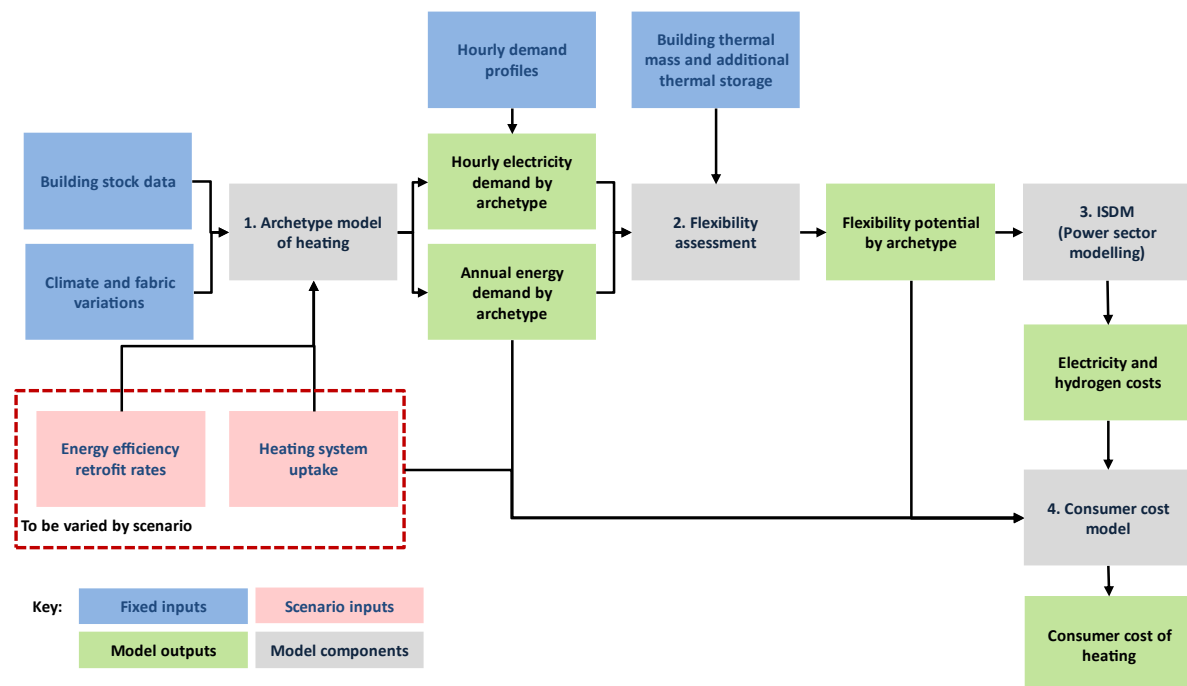 Hourly demand
profiles
Building thermal
mass and additional
thermal storage
Building stock data
Climate and fabric
variations
1. Archetype model
of heating
Hourly electricity
demand by
archetype
Annual energy
demand by
archetype
2. Flexibility
assessment
Flexibility potential
by archetype
3. ISDM
(Power sector
modelling)
Electricity and
hydrogen costs
Energy efficiency
retrofit rates
Heating system
uptake
To be varied by scenario
4. Consumer cost
model
Consumer cost of
heating
Key:
Fixed inputs
Scenario inputs
Model outputs
Model components